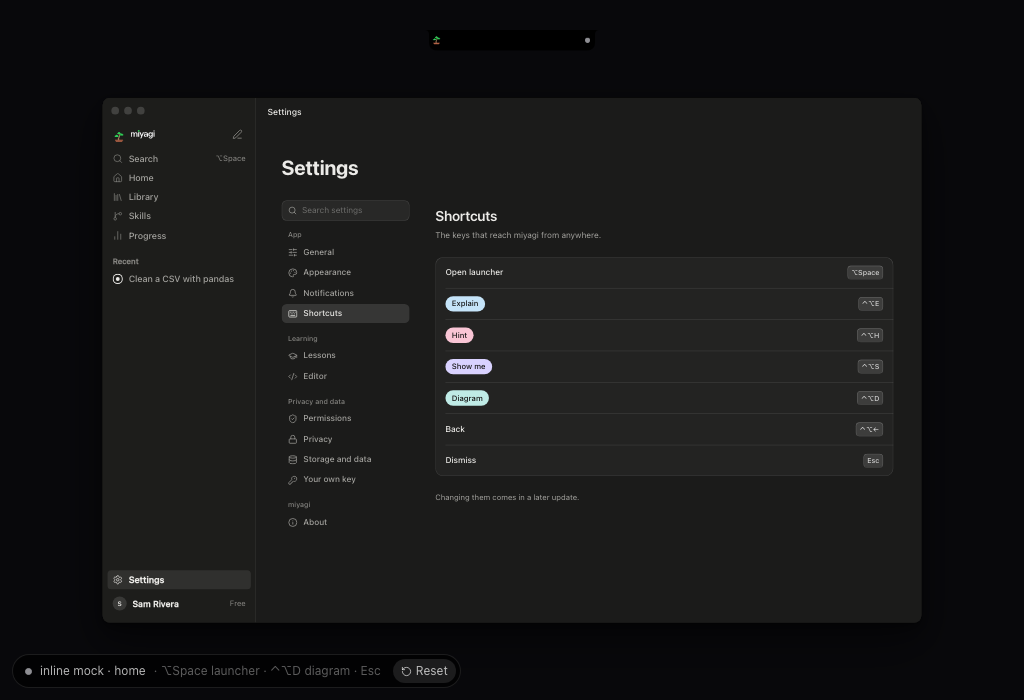 Settings
miyagi
Search ⌥Space
Home
Library
Skills
Progress
Recent
Clean a CSV with pandas
Settings
S Sam Rivera Free
Settings
Search settings
App
General
Appearance
Notifications
Shortcuts
Learning
Lessons
Editor
Privacy and data
Permissions
Privacy
Storage and data
Your own key
miyagi
About
Shortcuts
The keys that reach miyagi from anywhere.
Open launcher ⌥Space
Explain ⌃⌥E
Hint ⌃⌥H
Show me ⌃⌥S
Diagram ⌃⌥D
Back ⌃⌥←
Dismiss Esc
Changing them comes in a later update.
inline mock · home · ⌥Space launcher · ⌃⌥D diagram · Esc Reset